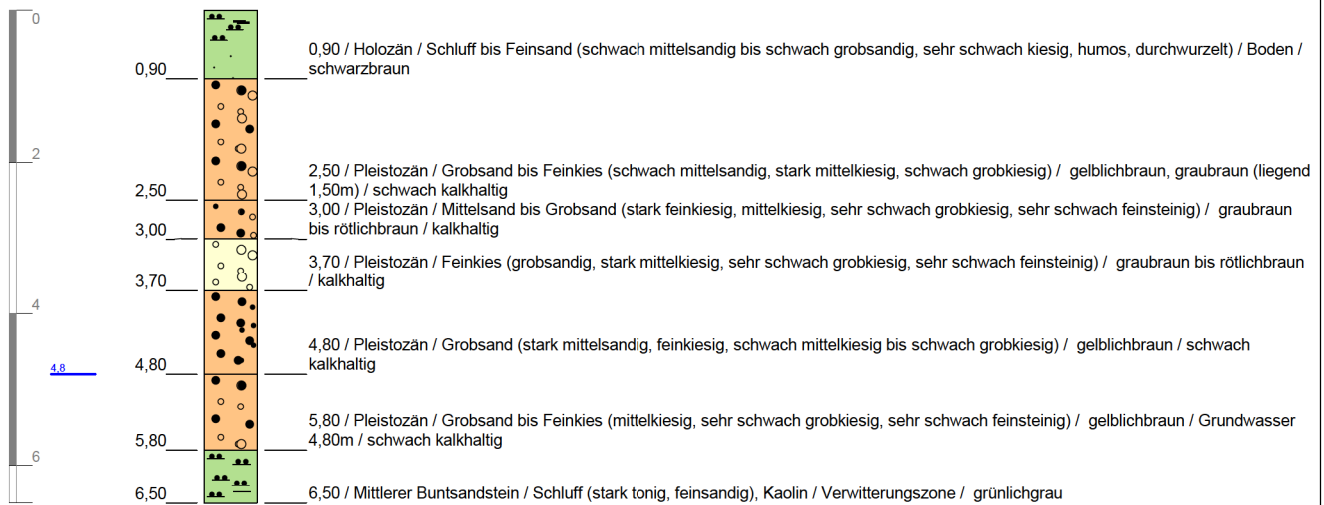 0
0,90 / Holozän / Schluff bis Feinsand (schwach mittelsandig bis schwach grobsandig, sehr schwach kiesig, humos, durchwurzelt) / Boden /
0,90
schwarzbraun
2
2,50 / Pleistozän / Grobsand bis Feinkies (schwach mittelsandig, stark mittelkiesig, schwach grobkiesig) / gelblichbraun, graubraun (liegend
2,50
1,50m) / schwach kalkhaltig
3,00 / Pleistozän / Mittelsand bis Grobsand (stark feinkiesig, mittelkiesig, sehr schwach grobkiesig, sehr schwach feinsteinig) / graubraun
3,00
bis rötlichbraun / kalkhaltig
3,70 / Pleistozän / Feinkies (grobsandig, stark mittelkiesig, sehr schwach grobkiesig, sehr schwach feinsteinig) / graubraun bis rötlichbraun
3,70
/ kalkhaltig
4
4,80 / Pleistozän / Grobsand (stark mittelsandig, feinkiesig, schwach mittelkiesig bis schwach grobkiesig) / gelblichbraun / schwach
4,8
4,80
kalkhaltig
5,80 / Pleistozän / Grobsand bis Feinkies (mittelkiesig, sehr schwach grobkiesig, sehr schwach feinsteinig) / gelblichbraun / Grundwasser
5,80
4,80m / schwach kalkhaltig
6
6,50
6,50 / Mittlerer Buntsandstein / Schluff (stark tonig, feinsandig), Kaolin / Verwitterungszone / grünlichgrau